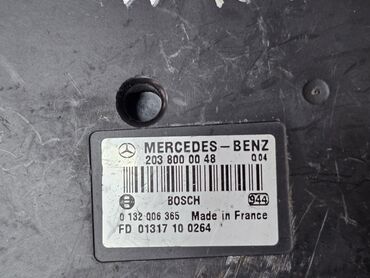 MERCEDES-BENZ
203 800 00 48 Q04
BOSCH 944
0 132 006 365 Made in France
FD 01317 10 0264